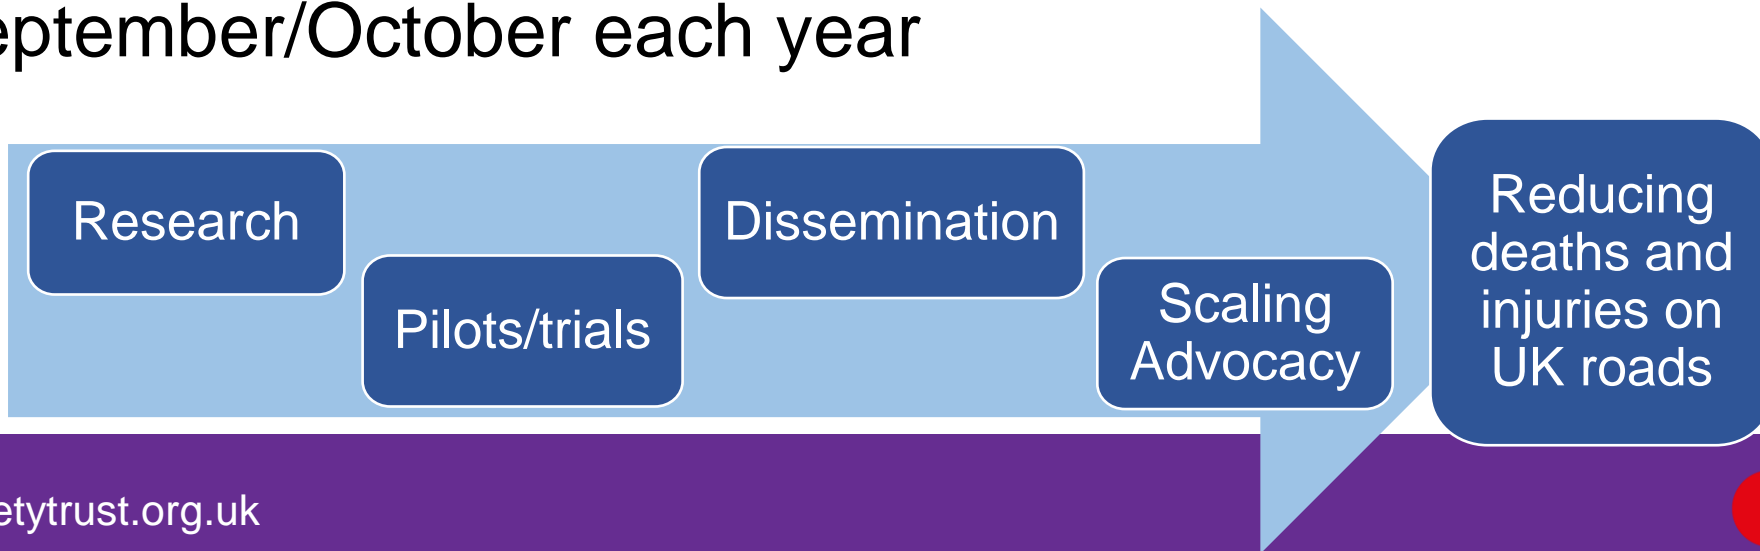 eptember/October each year
Research
Pilots/trials
Dissemination
Scaling
Advocacy
Reducing
deaths and
injuries on
UK roads
etytrust.org.uk